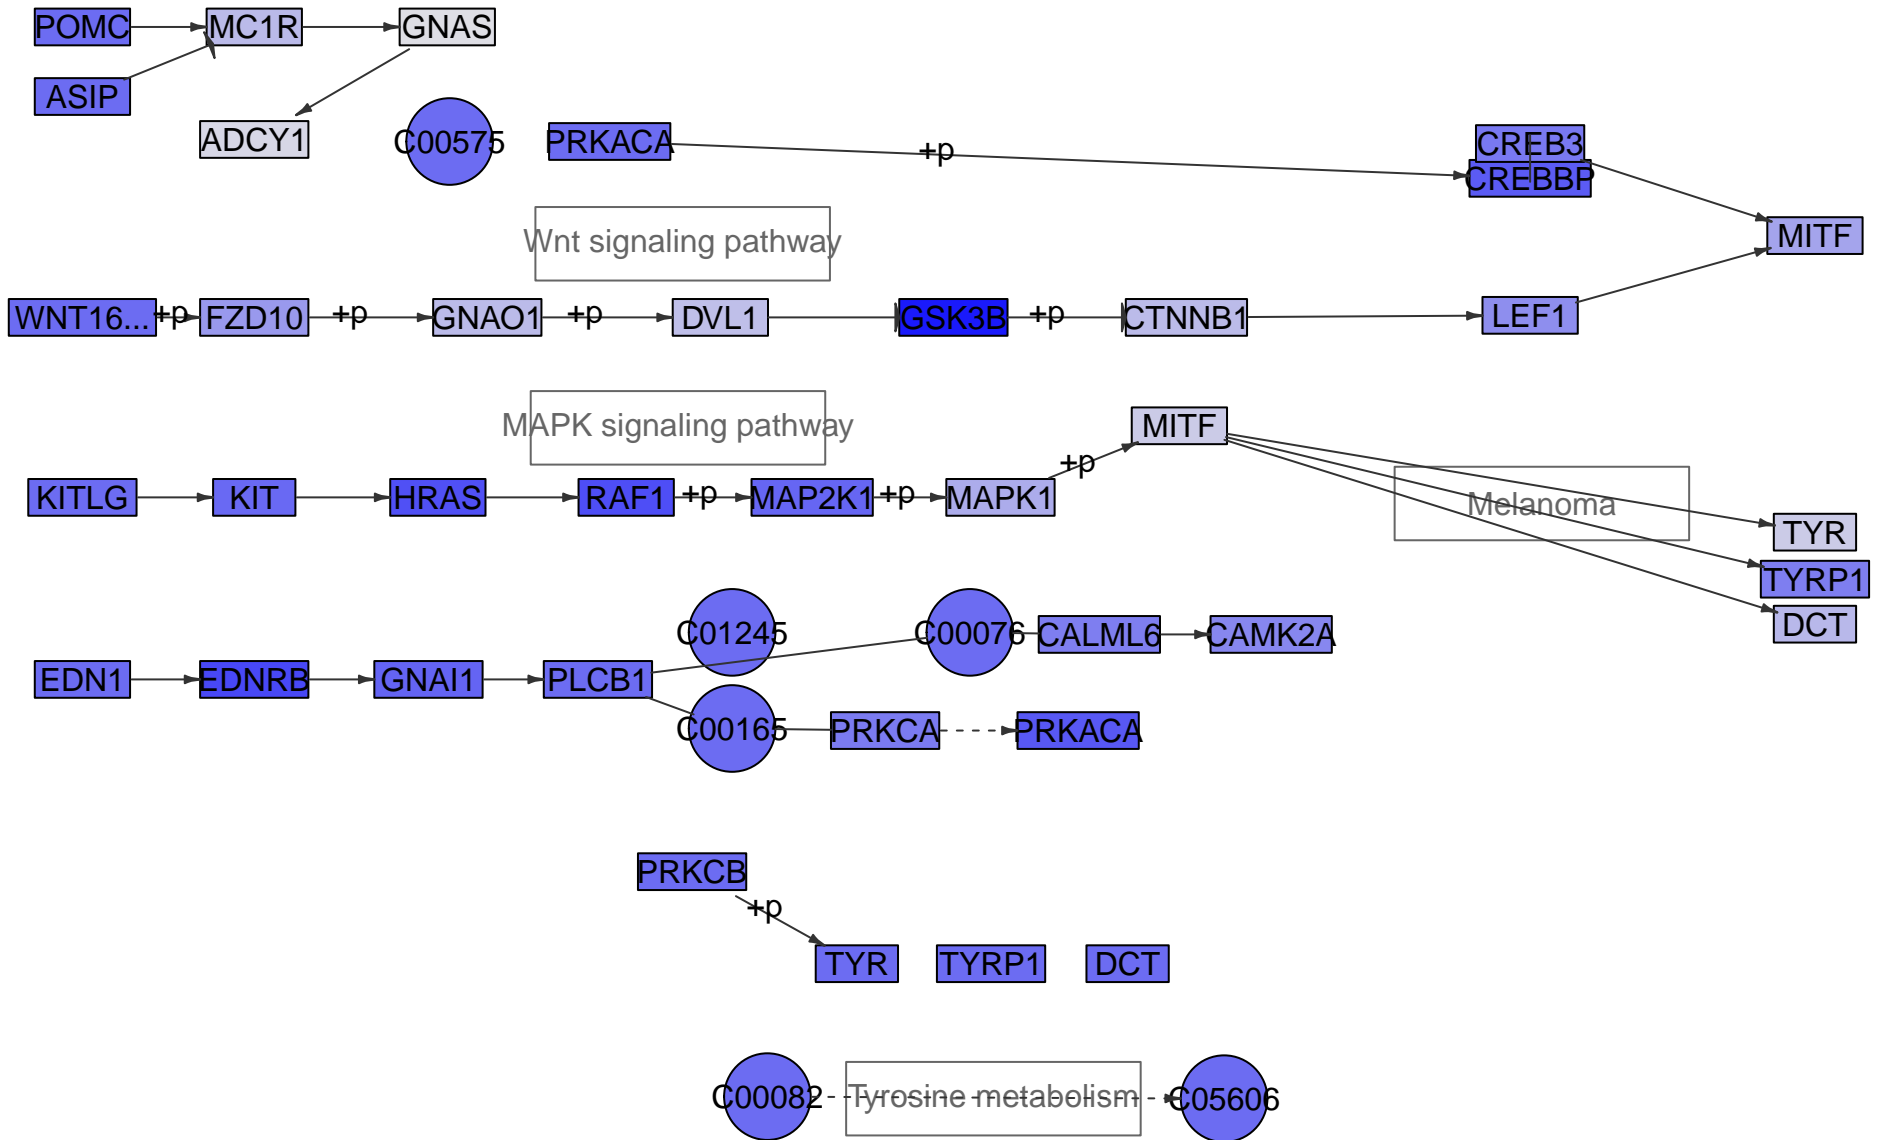 POMC MC1R GNAS
ASIP
ADCY1 C00575 PRKACA +p CREB3
CREBBP
Wnt signaling pathway MITF
WNT16... +p FZD10 +p GNAO1 +p DVL1 GSK3B +p CTNNB1 LEF1
MAPK signaling pathway MITF
+p
KITLG KIT HRAS RAF1 +p MAP2K1 +p MAPK1 Melanoma
TYR
TYRP1
C01245 C00076 CALML6 CAMK2A DCT
EDN1 EDNRB GNAI1 PLCB1
C00165 PRKCA PRKACA
PRKCB
+p
TYR TYRP1 DCT
C00082 Tyrosine metabolism C05606